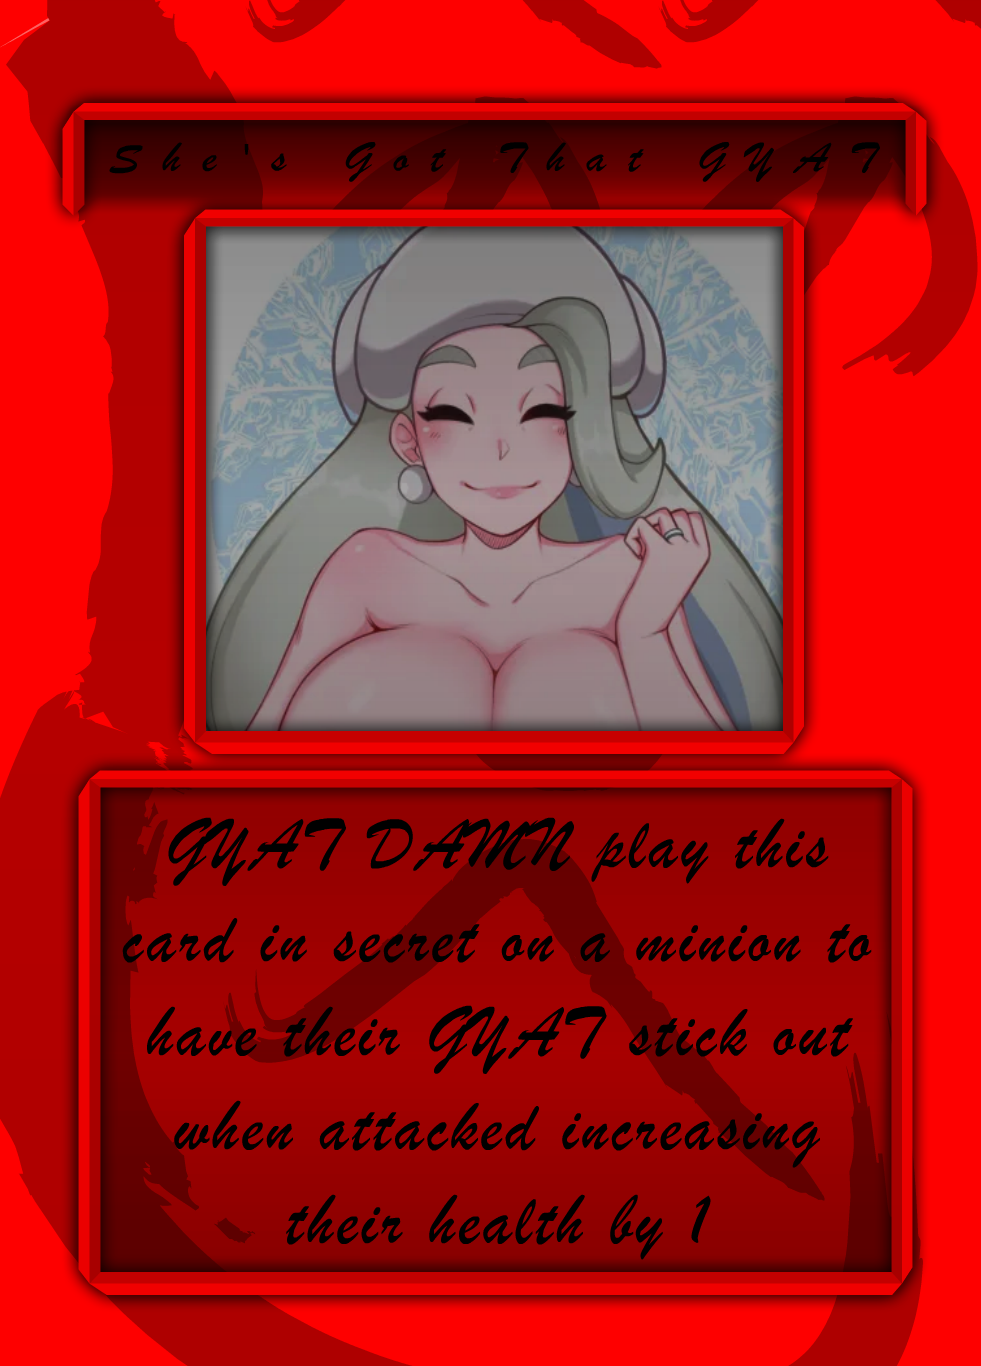 She's Got That GYAT
GYAT DAMN play this
card in secret on a minion to
have their GYAT stick out
when attacked increasing
their health by 1